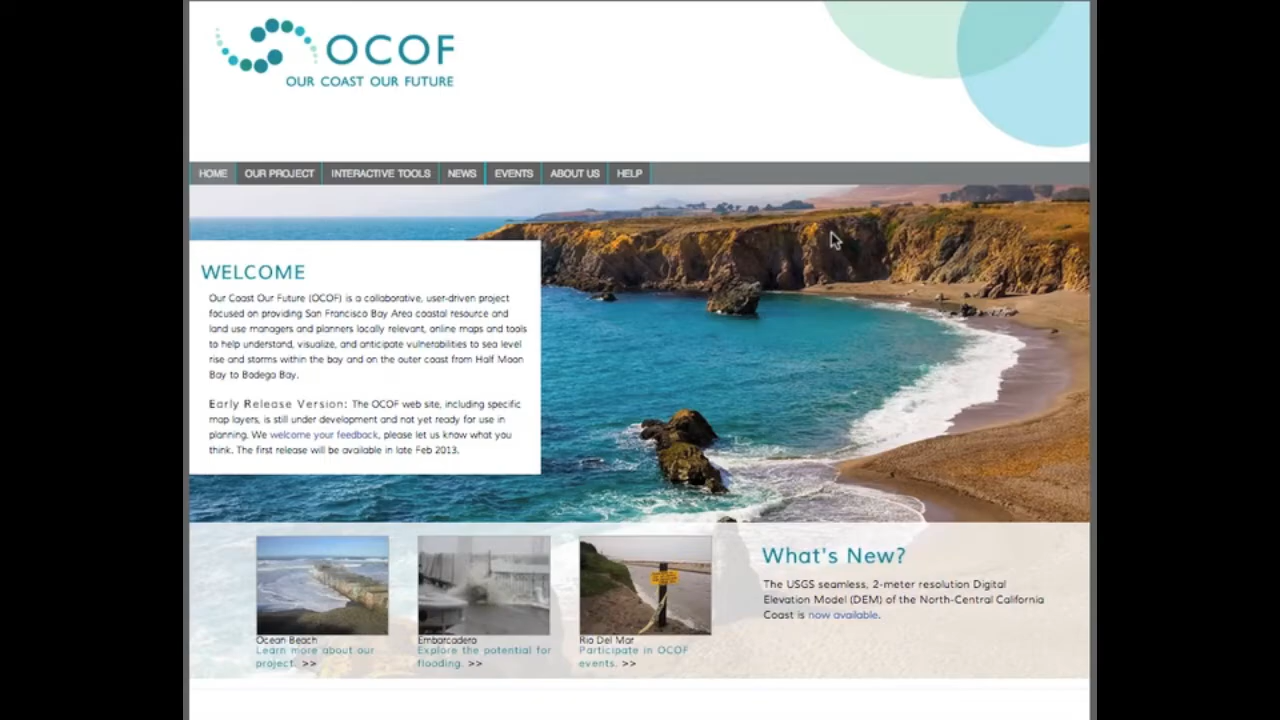 OCOF
OUR COAST OUR FUTURE
HOME OUR PROJECT INTERACTIVE TOOLS NEWS EVENTS ABOUT US HELP
WELCOME
Our Coast Our Future (OCOF) is a collaborative, user-driven project
focused on providing San Francisco Bay Area coastal resource and
land use managers and planners locally relevant, online maps and tools
to help understand, visualize, and anticipate vulnerabilities to sea level
rise and storms within the bay and on the outer coast from Half Moon
Bay to Bodega Bay.
Early Release Version: The OCOF web site, including specific
map layers, is still under development and not yet ready for use in
planning. We welcome your feedback, please let us know what you
think. The first release will be available in late Feb 2013.
Ocean Beach
Learn more about our
project. >>
Embarcadero
Explore the potential for
flooding. >>
Rio Del Mar
Participate in OCOF
events. >>
What's New?
The USGS seamless, 2-meter resolution Digital
Elevation Model (DEM) of the North-Central California
Coast is now available.